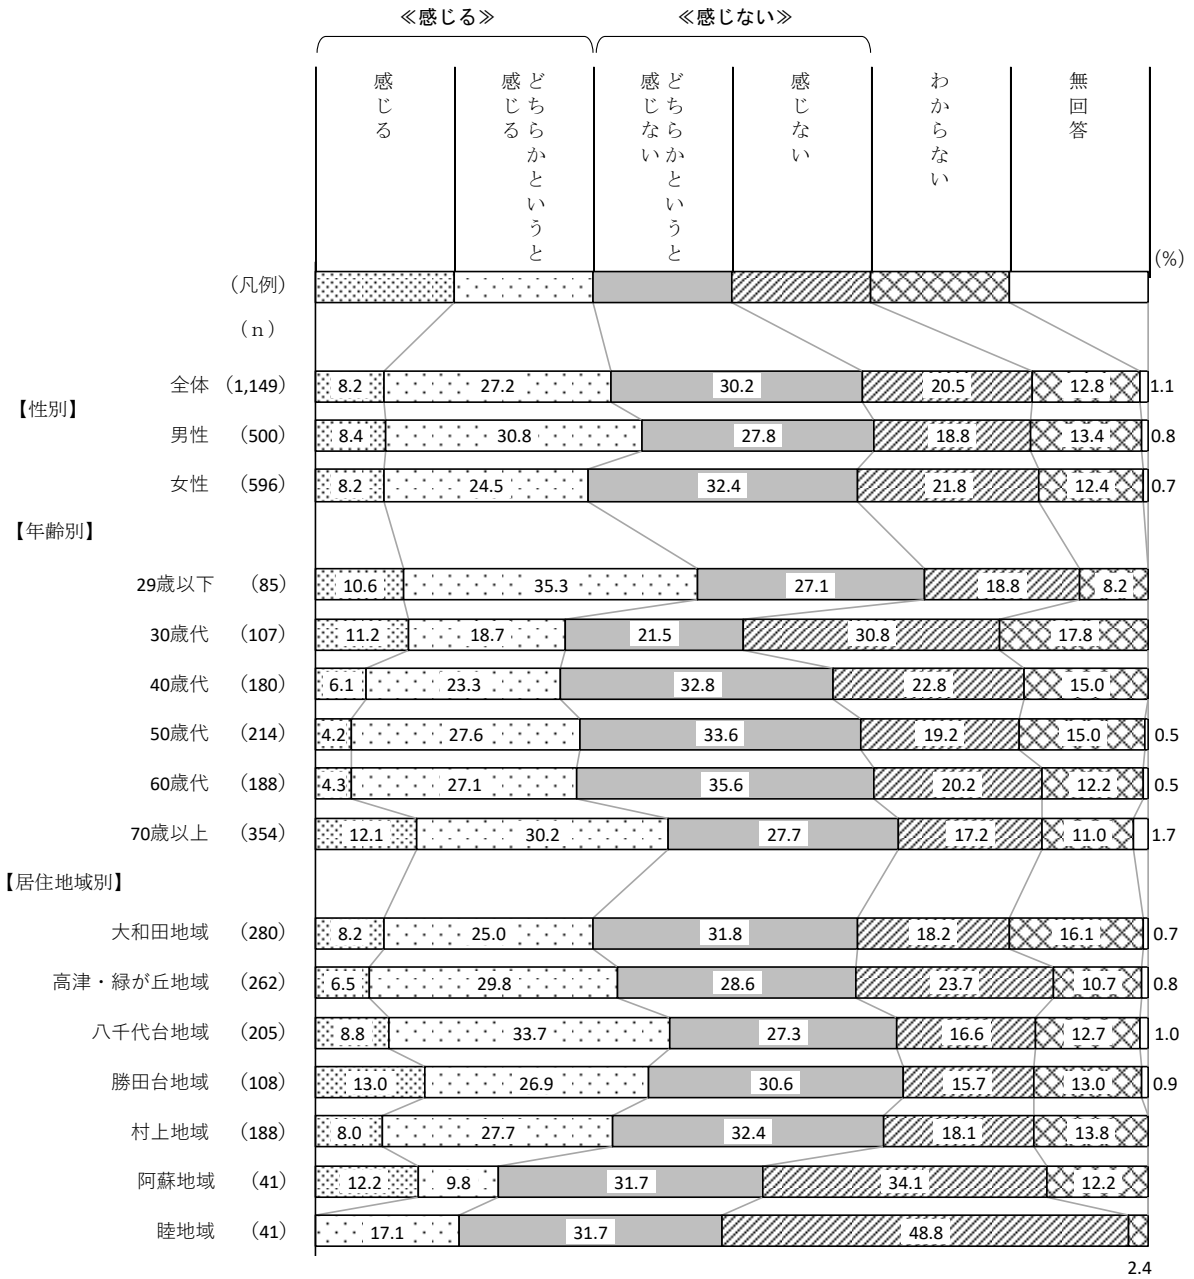 ≪感じる≫ ≪感じない≫
感じる
どちらかというと
感じる
どちらかというと
感じない
感じない
わからない
無回答
(%)
(凡例)
(n)
全体 (1,149) 8.2 27.2 30.2 20.5 12.8 1.1
【性別】
男性 (500) 8.4 30.8 27.8 18.8 13.4 0.8
女性 (596) 8.2 24.5 32.4 21.8 12.4 0.7
【年齢別】
29歳以下 (85) 10.6 35.3 27.1 18.8 8.2
30歳代 (107) 11.2 18.7 21.5 30.8 17.8
40歳代 (180) 6.1 23.3 32.8 22.8 15.0
50歳代 (214) 4.2 27.6 33.6 19.2 15.0 0.5
60歳代 (188) 4.3 27.1 35.6 20.2 12.2 0.5
70歳以上 (354) 12.1 30.2 27.7 17.2 11.0 1.7
【居住地域別】
大和田地域 (280) 8.2 25.0 31.8 18.2 16.1 0.7
高津・緑が丘地域 (262) 6.5 29.8 28.6 23.7 10.7 0.8
八千代台地域 (205) 8.8 33.7 27.3 16.6 12.7 1.0
勝田台地域 (108) 13.0 26.9 30.6 15.7 13.0 0.9
村上地域 (188) 8.0 27.7 32.4 18.1 13.8
阿蘇地域 (41) 12.2 9.8 31.7 34.1 12.2
睦地域 (41) 17.1 31.7 48.8
2.4